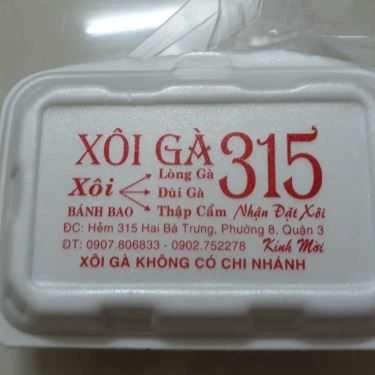 XÔI GÀ 315
Lòng Gà
Xôi Đùi Gà
BÁNH BAO Thập Cẩm Nhận Đặt Xôi
ĐC: Hẻm 315 Hai Bà Trưng, Phường 8, Quận 3
ĐT: 0907.806833 - 0902.752278 Kính Mời
XÔI GÀ KHÔNG CÓ CHI NHÁNH